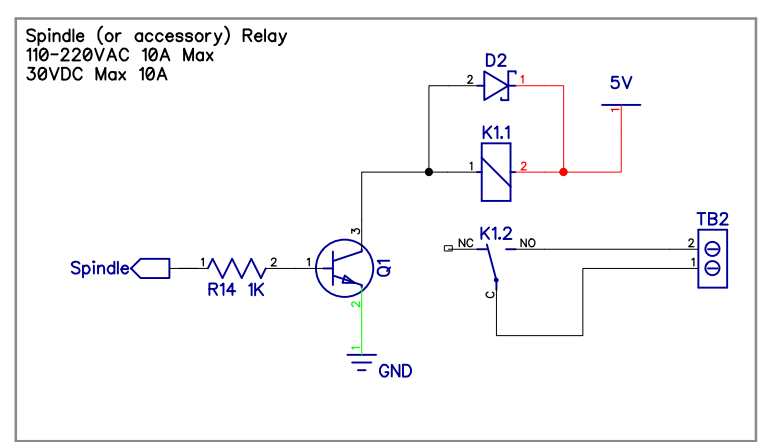 Spindle (or accessory) Relay
110-220VAC 10A Max
30VDC Max 10A
D2
2 1
5V
1
K1.1
1 2
3
TB2
K1.2
NC NO 2
Spindle 1 2 1 Q1 1
R14 1K
C
2
1
GND